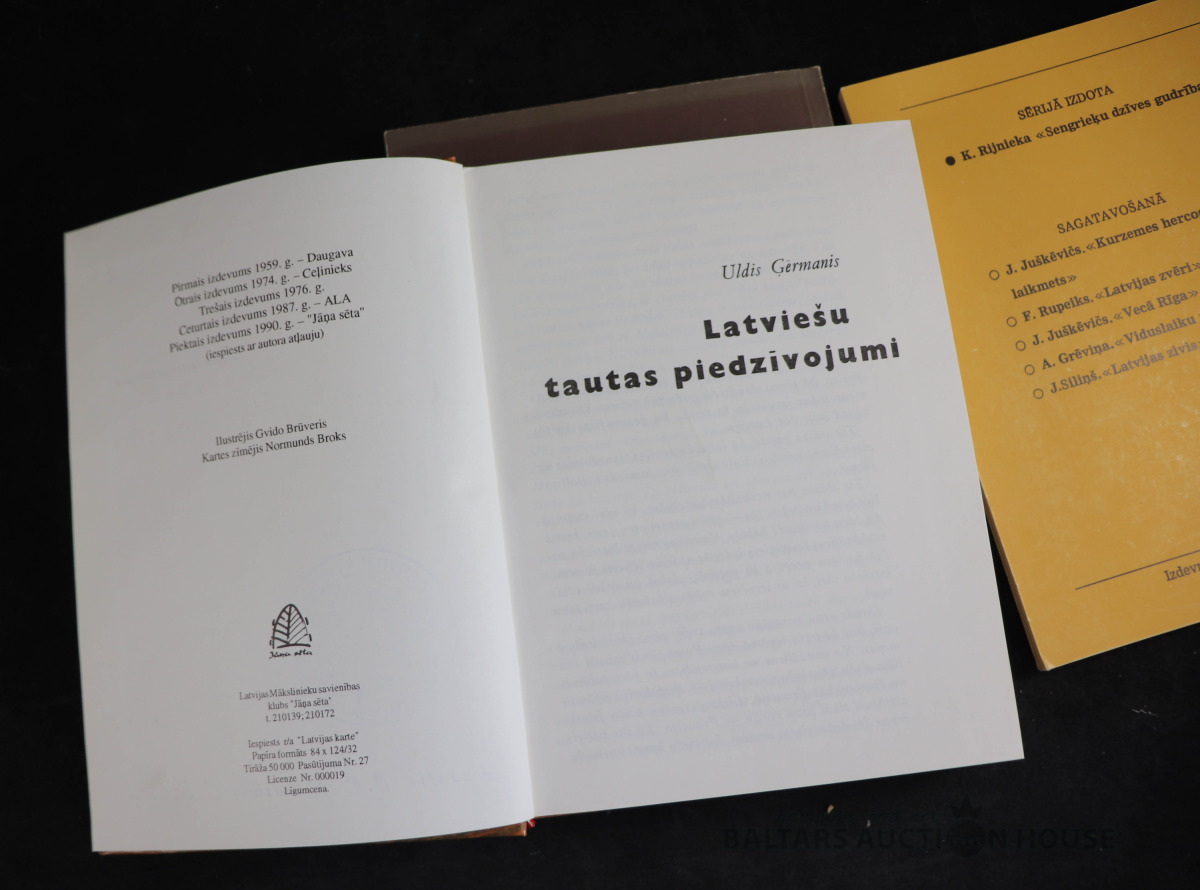 Pirmais izdevums 1959. g. – Daugava
Otrais izdevums 1974. g. – Ceļinieks
Trešais izdevums 1976. g.
Ceturtais izdevums 1987. g. – ALA
Piektais izdevums 1990. g. – "Jāņa sēta"
(iespiests ar autora atļauju)
Ilustrējis Gvido Brūveris
Kartes zīmējis Normunds Broks
Jāņa sēta
Latvijas Mākslinieku savienības
klubs "Jāņa sēta"
t. 210139; 210172
Iespiests r/a "Latvijas karte"
Papīra formāts 84 x 124/32
Tirāža 50 000 Pasūtījuma Nr. 27
Licenze Nr. 000019
Līgumcena.
Uldis Ģērmanis
Latviešu
tautas piedzīvojumi
SĒRIJĀ IZDOTA
● K. Rijnieka «Sengrieķu dzīves
SAGATAVOŠANĀ
○ J. Juškēvičs. «Kurzemes
laikmets»
○ F. Rupeiks. «Latvijas zvēri»
○ J. Juškēvičs. «Vecā Rīga»
○ A. Grēviņa. «Viduslaiku
○ J. Siliņš. «Latvijas zivis»
BALTARS AUCTION HOUSE